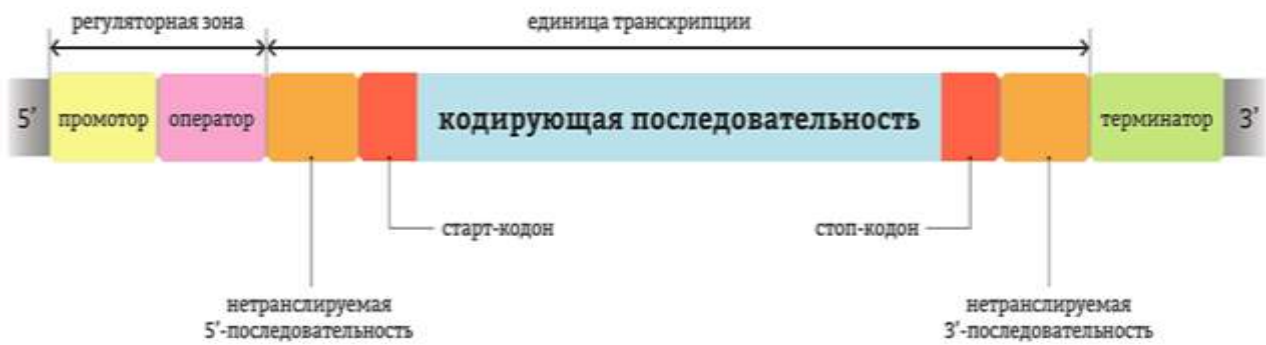 регуляторная зона
единица транскрипции
5′
промотор
оператор
кодирующая последовательность
терминатор
3′
старт-кодон
стоп-кодон
нетранслируемая
5′-последовательность
нетранслируемая
3′-последовательность